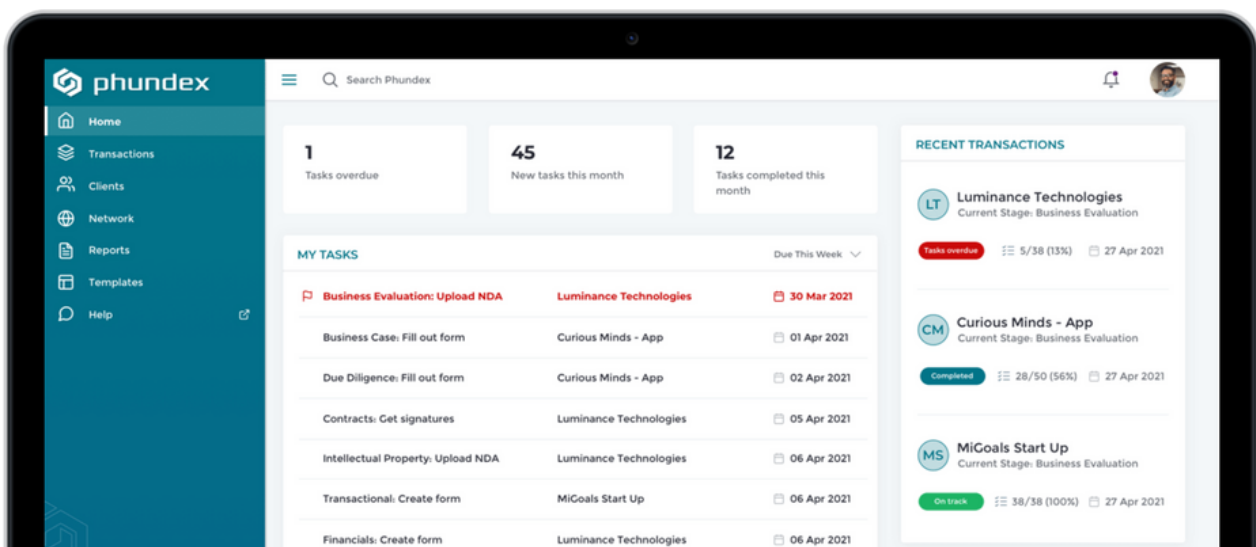 phundex
Search Phundex
Home
Transactions
Clients
Network
Reports
Templates
Help
1
Tasks overdue
45
New tasks this month
12
Tasks completed this
month
MY TASKS
Due This Week
Business Evaluation: Upload NDA Luminance Technologies 30 Mar 2021
Business Case: Fill out form Curious Minds - App 01 Apr 2021
Due Diligence: Fill out form Curious Minds - App 02 Apr 2021
Contracts: Get signatures Luminance Technologies 05 Apr 2021
Intellectual Property: Upload NDA Luminance Technologies 06 Apr 2021
Transactional: Create form MiGoals Start Up 06 Apr 2021
Financials: Create form Luminance Technologies 06 Apr 2021
RECENT TRANSACTIONS
LT
Luminance Technologies
Current Stage: Business Evaluation
Tasks overdue 5/38 (13%) 27 Apr 2021
CM
Curious Minds - App
Current Stage: Business Evaluation
Completed 28/50 (56%) 27 Apr 2021
MS
MiGoals Start Up
Current Stage: Business Evaluation
On track 38/38 (100%) 27 Apr 2021